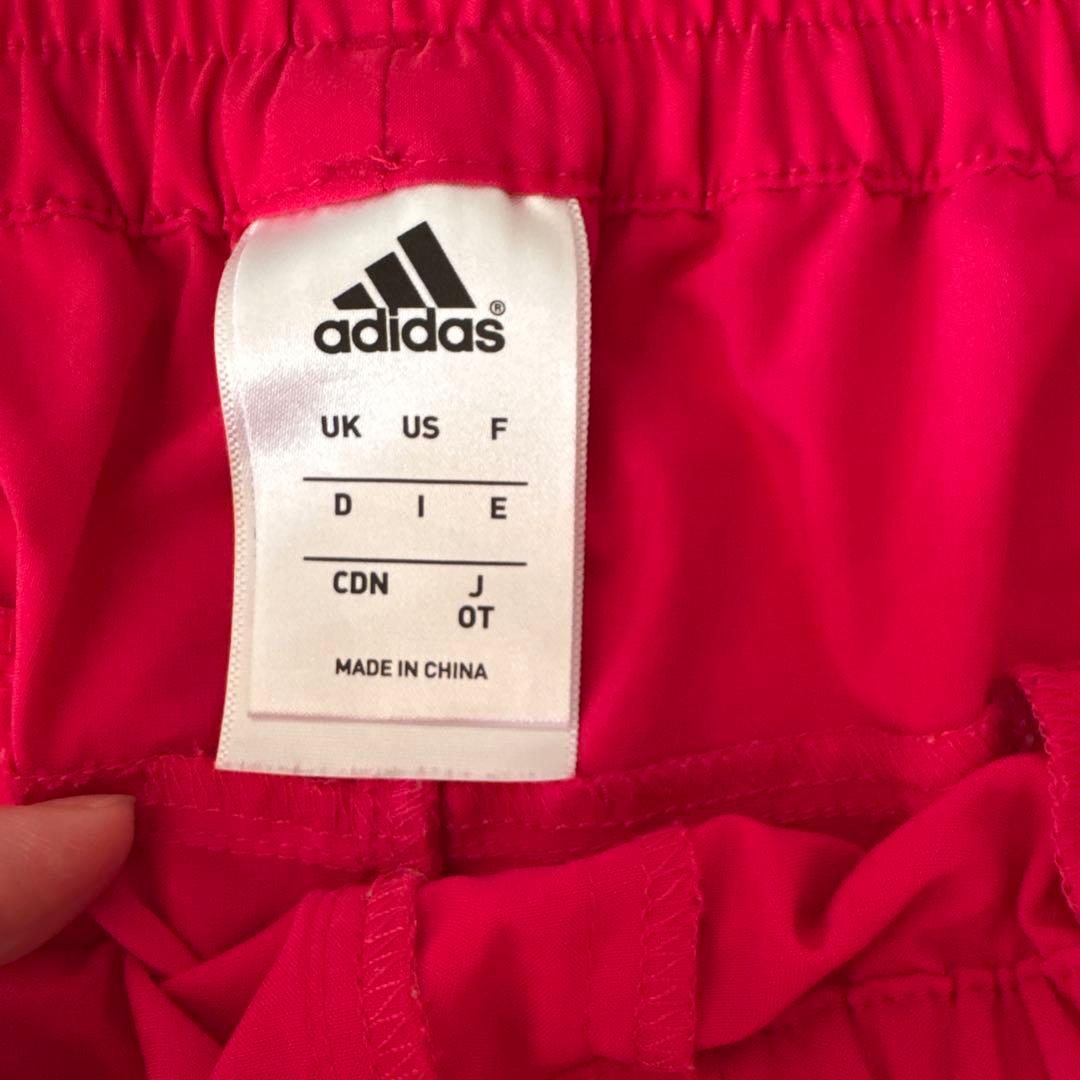 adidas®
UK US F
D I E
CDN J
OT
MADE IN CHINA